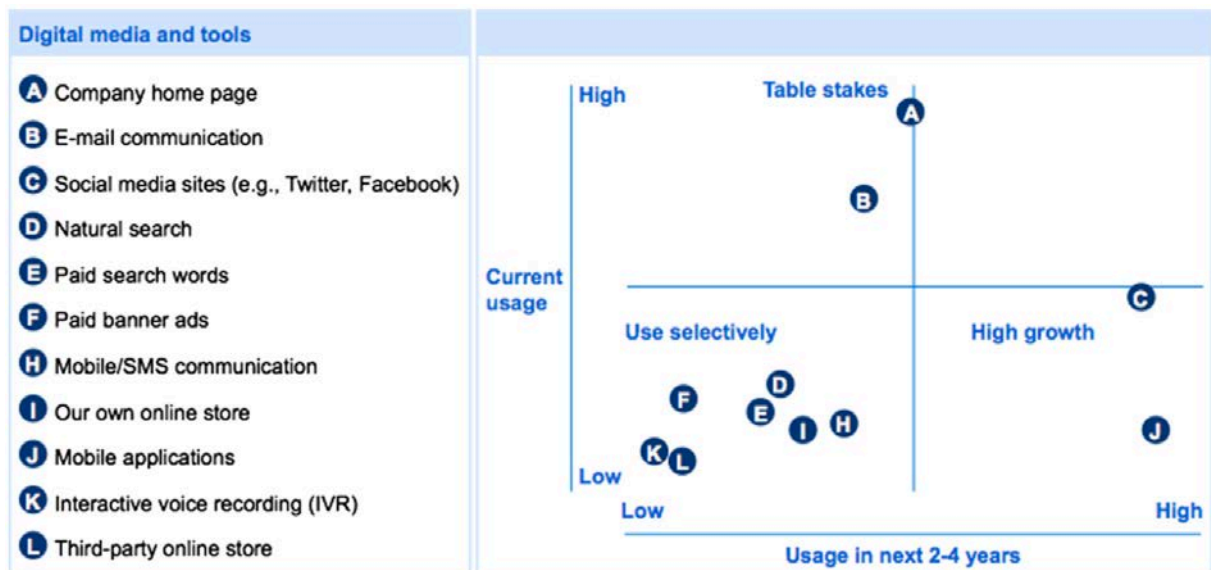 Digital media and tools
A Company home page
B E-mail communication
C Social media sites (e.g., Twitter, Facebook)
D Natural search
E Paid search words
F Paid banner ads
H Mobile/SMS communication
I Our own online store
J Mobile applications
K Interactive voice recording (IVR)
L Third-party online store
High
Table stakes
A
B
Current
usage
C
Use selectively
High growth
D
F
E
I
H
J
K
L
Low
Low
High
Usage in next 2-4 years